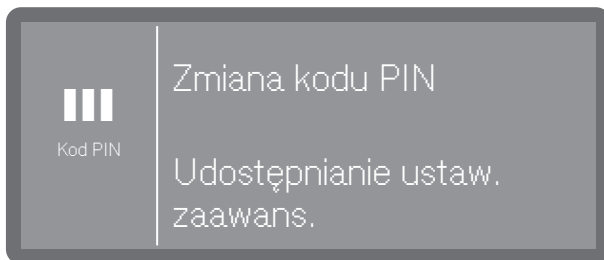 Kod PIN
Zmiana kodu PIN
Udostępnianie ustaw.
zaawans.